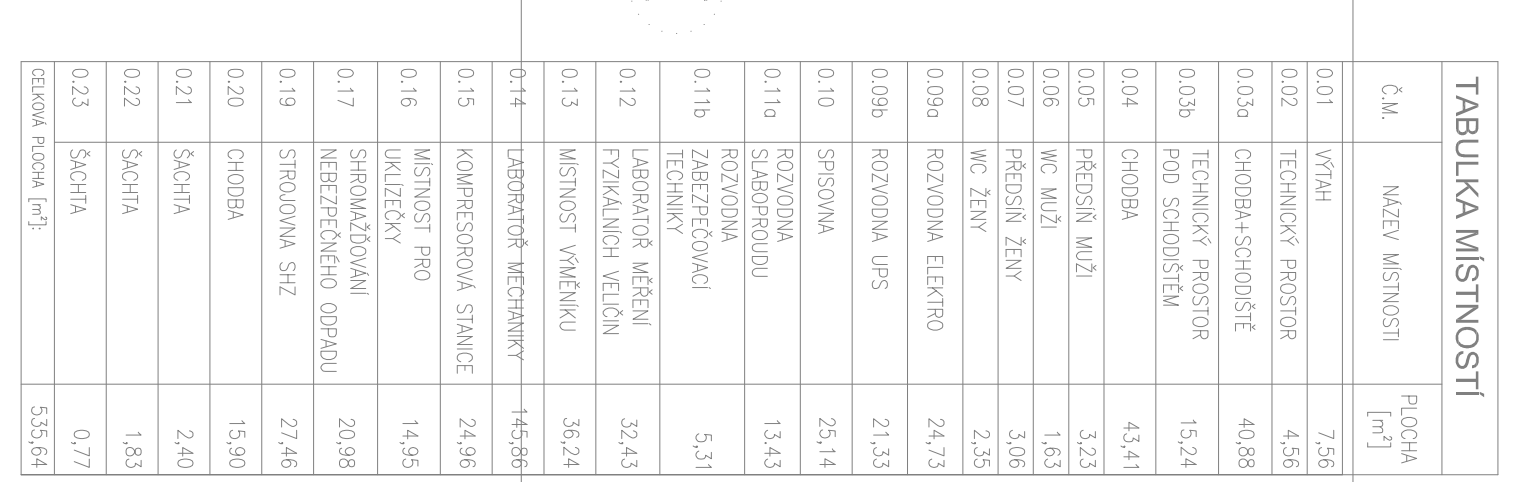 TABULKA MÍSTNOSTÍ
Č.M. NÁZEV MÍSTNOSTI PLOCHA
[m²]
0.01 VÝTAH 7,56
0.02 TECHNICKÝ PROSTOR 4,56
0.03a CHODBA+SCHODIŠTĚ 40,88
0.03b TECHNICKÝ PROSTOR 15,24
POD SCHODIŠTĚM
0.04 CHODBA 43,41
0.05 PŘEDSÍŇ MUŽI 3,23
0.06 WC MUŽI 1,63
0.07 PŘEDSÍŇ ŽENY 3,06
0.08 WC ŽENY 2,35
0.09a ROZVODNA ELEKTRO 24,73
0.09b ROZVODNA UPS 21,33
0.10 SPISOVNA 25,14
0.11a ROZVODNA 13,43
SLABOPROUDU
0.11b ROZVODNA 5,31
ZABEZPEČOVACÍ
TECHNIKY
0.12 LABORATOŘ MĚŘENÍ 32,43
FYZIKÁLNÍCH VELIČIN
0.13 MÍSTNOST VÝMĚNÍKU 36,24
0.14 LABORATOŘ MECHANIKY 145,86
0.15 KOMPRESOROVÁ STANICE 24,96
0.16 MÍSTNOST PRO 14,95
UKLÍZEČKY
0.17 SHROMAŽĎOVÁNÍ 20,98
NEBEZPEČNÉHO ODPADU
0.19 STROJOVNA SHZ 27,46
0.20 CHODBA 15,90
0.21 ŠACHTA 2,40
0.22 ŠACHTA 1,83
0.23 ŠACHTA 0,77
CELKOVÁ PLOCHA [m²]: 535,64